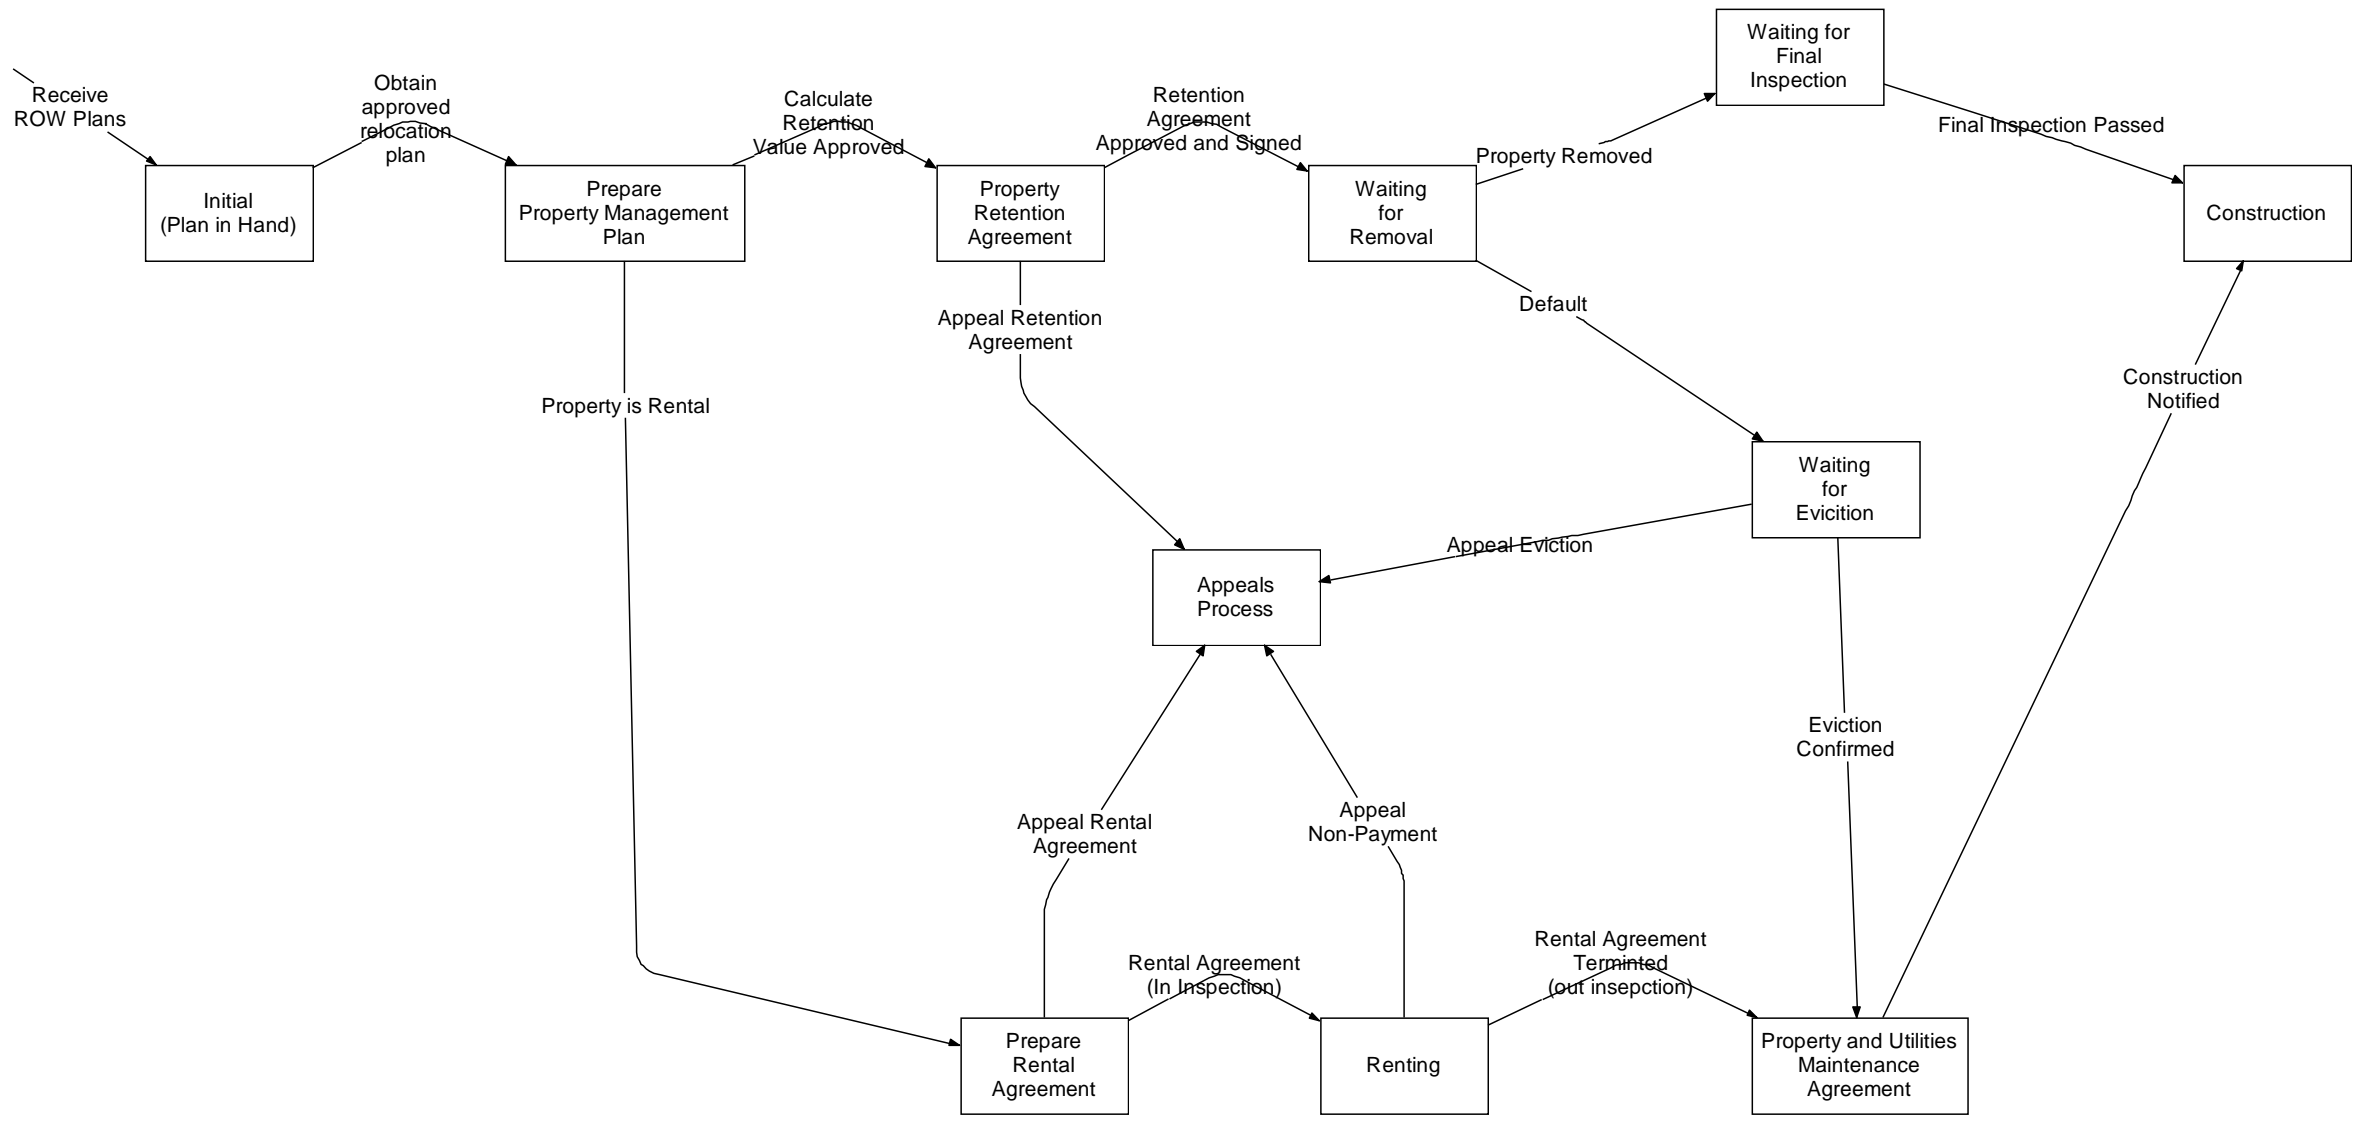 Receive
ROW Plans
Initial
(Plan in Hand)
Obtain
approved
relocation
plan
Prepare
Property Management
Plan
Calculate
Retention
Value Approved
Property
Retention
Agreement
Retention
Agreement
Approved and Signed
Waiting
for
Removal
Property Removed
Waiting for
Final
Inspection
Final Inspection Passed
Construction
Default
Appeal Retention
Agreement
Property is Rental
Construction
Notified
Waiting
for
Evicition
Appeal Eviction
Appeals
Process
Eviction
Confirmed
Appeal Rental
Agreement
Appeal
Non-Payment
Rental Agreement
(In Inspection)
Rental Agreement
Terminted
(out insepction)
Prepare
Rental
Agreement
Renting
Property and Utilities
Maintenance
Agreement